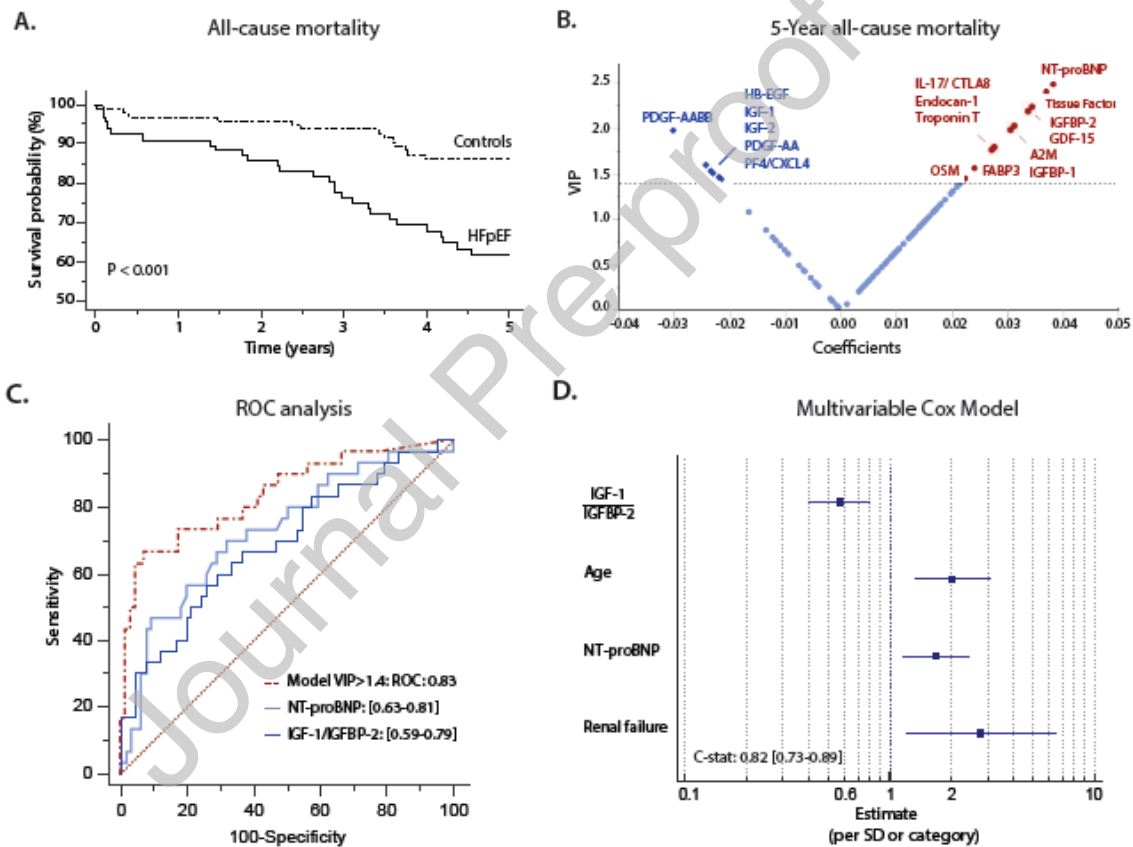 A.
All-cause mortality
Survival probability (%)
100
90
80
70
60
50
Controls
HFpEF
P < 0.001
0 1 2 3 4 5
Time (years)
B.
5-Year all-cause mortality
VIP
2.5
2.0
1.5
1.0
0.5
0.0
PDGF-AABB
HB-EGF
IGF-1
IGF-2
PDGF-AA
PF4/CXCL4
IL-17/ CTLA8
Endocan-1
Troponin T
NT-proBNP
Tissue Factor
IGFBP-2
GDF-15
A2M
IGFBP-1
OSM
FABP3
-0.04 -0.03 -0.02 -0.01 0.00 0.01 0.02 0.03 0.04 0.05
Coefficients
C.
ROC analysis
Sensitivity
100
80
60
40
20
0
Model VIP>1.4: ROC: 0.83
NT-proBNP: [0.63-0.81]
IGF-1/IGFBP-2: [0.59-0.79]
0 20 40 60 80 100
100-Specificity
D.
Multivariable Cox Model
IGF-1
IGFBP-2
Age
NT-proBNP
Renal failure
C-stat: 0.82 [0.73-0.89]
0.1 0.6 1 2 10
Estimate
(per SD or category)
Journal Pre-proof